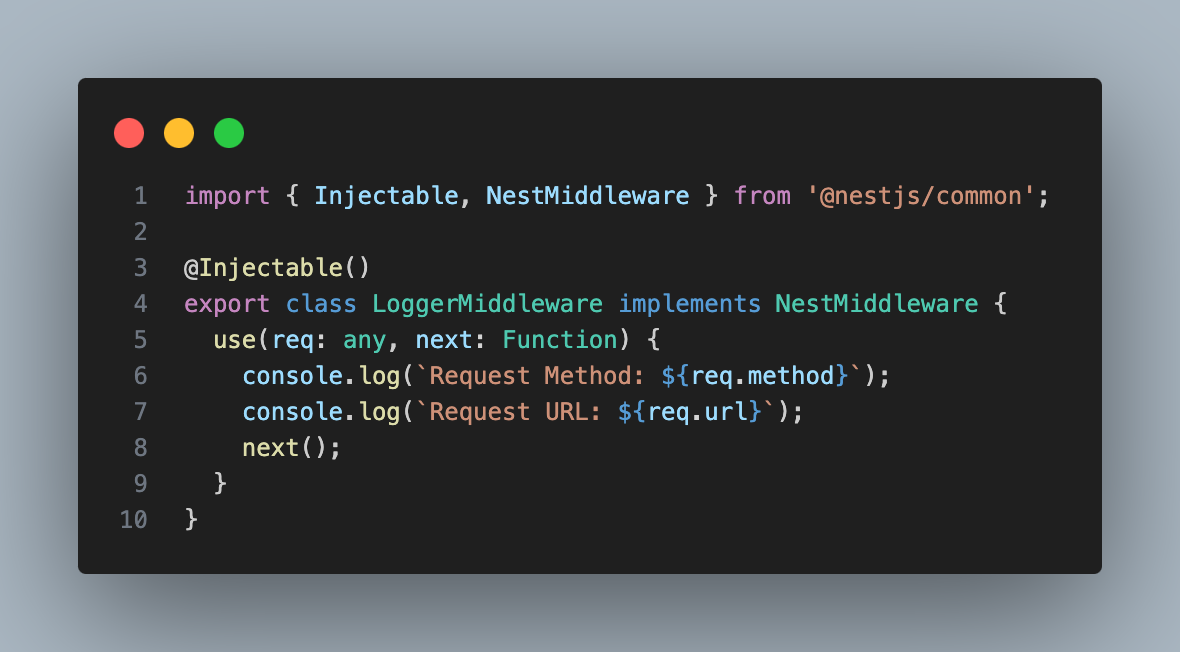 1 import { Injectable, NestMiddleware } from '@nestjs/common';
2
3 @Injectable()
4 export class LoggerMiddleware implements NestMiddleware {
5   use(req: any, next: Function) {
6     console.log(`Request Method: ${req.method}`);
7     console.log(`Request URL: ${req.url}`);
8     next();
9   }
10 }